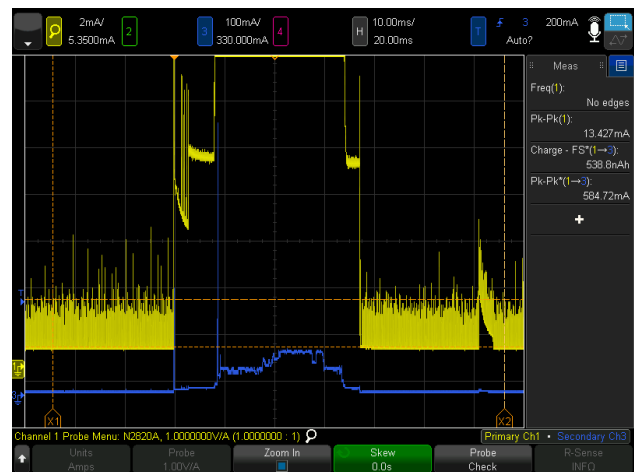 2mA/ 100mA/ 10.00ms/ 3 200mA
2 3 4 H T
5.3500mA 330.000mA 20.00ms Auto?
Meas
Freq(1):
No edges
Pk-Pk(1):
13.427mA
Charge - FS*(1→3):
538.8nAh
Pk-Pk*(1→3):
584.72mA
+
T
1
3
X1 X2
Channel 1 Probe Menu: N2820A, 1.0000000V/A (1.0000000 : 1) Primary Ch1 • Secondary Ch3
Units Probe Zoom In Skew Probe R-Sense
Amps 1.00V/A 0.0s Check INFO